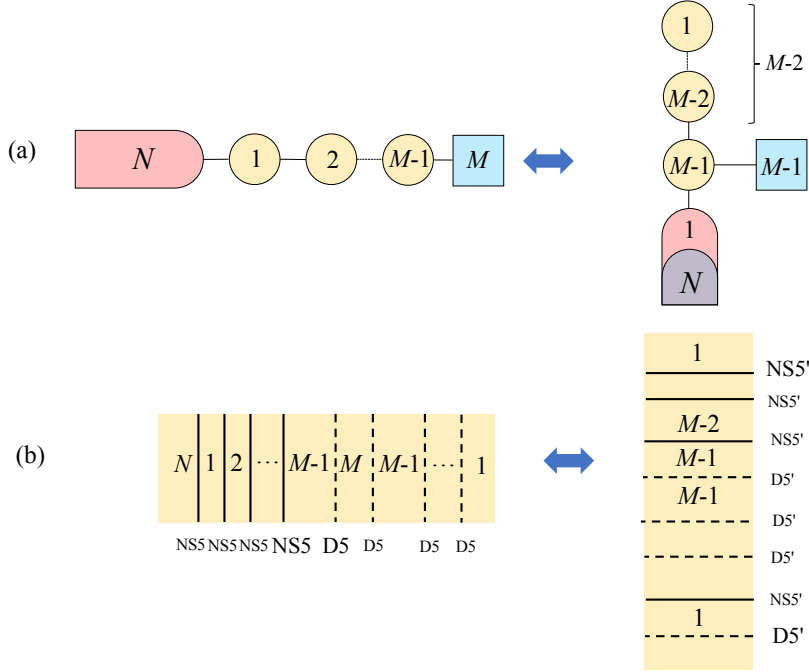 1
M-2
M-2
(a)
N 1 2 M-1 M
M-1 M-1
1
N
(b)
N 1 2 ... M-1 M M-1 ... 1
NS5 NS5 NS5 NS5 D5 D5 D5 D5
1
NS5'
NS5'
M-2
NS5'
M-1
D5'
M-1
D5'
D5'
NS5'
1
D5'